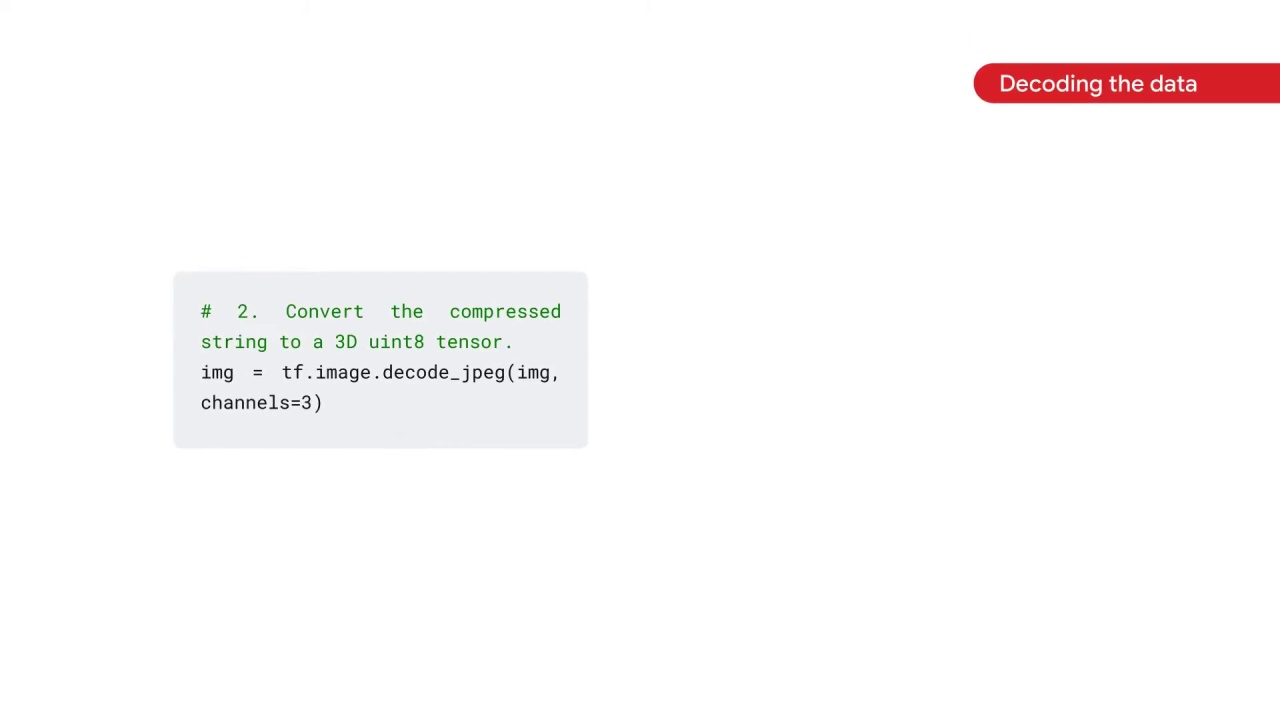 Decoding the data
# 2. Convert the compressed
string to a 3D uint8 tensor.
img = tf.image.decode_jpeg(img,
channels=3)